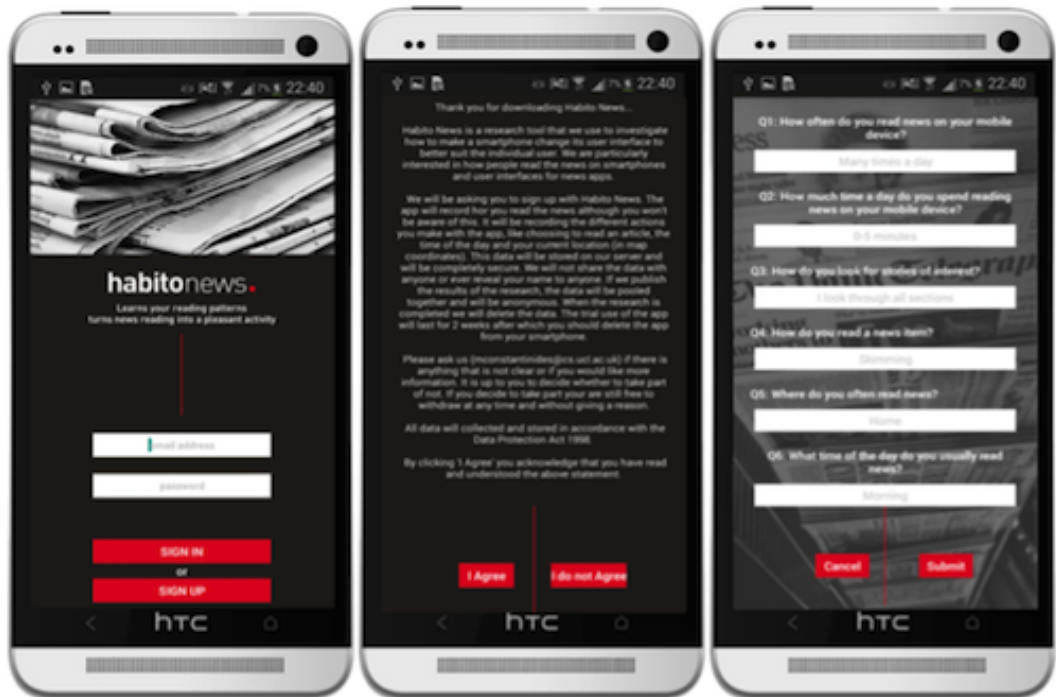 22:40
habitonews.
Learns your reading patterns
turns news reading into a pleasant activity
email address
password
SIGN IN
or
SIGN UP
hTC
22:40
Thank you for downloading Habito News...
Habito News is a research tool that we use to investigate
how to make a smartphone change its user interface to
better suit the individual user. We are particularly
interested in how people read the news on smartphones
and user interfaces for news apps.
We will be asking you to sign up with Habito News. The
app will record hor you read the news although you won't
be aware of this. It will be recording the different actions
you make with the app, like choosing to read an article, the
time of the day and your current location (in map
coordinates). This data will be stored on our server and
will be completely secure. We will not share the data with
anyone or ever reveal your name to anyone. If we publish
the results of the research, the data will be pooled
together and will be anonymous. When the research is
completed we will delete the data. The trial use of the app
will last for 2 weeks after which you should delete the app
from your smartphone.
Please ask us (mconstantinides@cs.ucl.ac.uk) if there is
anything that is not clear or if you would like more
information. It is up to you to decide whether to take part
of not. If you decide to take part your are still free to
withdraw at any time and without giving a reason.
All data will collected and stored in accordance with the
Data Protection Act 1998.
By clicking 'I Agree' you acknowledge that you have read
and understood the above statement.
I Agree
I do not Agree
hTC
22:40
Q1: How often do you read news on your mobile
device?
Many times a day
Q2: How much time a day do you spend reading
news on your mobile device?
0-5 minutes
Q3: How do you look for stories of interest?
I look through all sections
Q4: How do you read a news item?
Skimming
Q5: Where do you often read news?
Home
Q6: What time of the day do you usually read
news?
Morning
Cancel
Submit
hTC